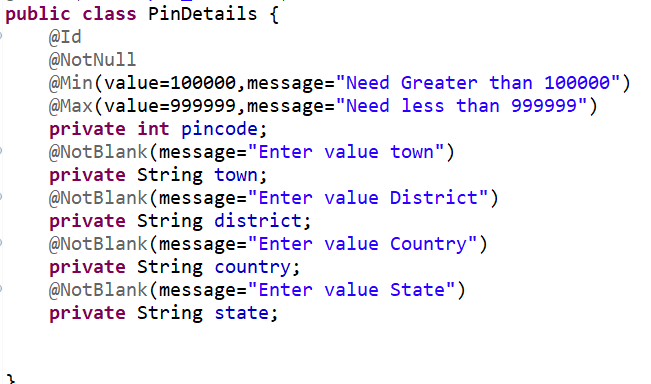 public class PinDetails {
@Id
@NotNull
@Min(value=100000,message="Need Greater than 100000")
@Max(value=999999,message="Need less than 999999")
private int pincode;
@NotBlank(message="Enter value town")
private String town;
@NotBlank(message="Enter value District")
private String district;
@NotBlank(message="Enter value Country")
private String country;
@NotBlank(message="Enter value State")
private String state;
}